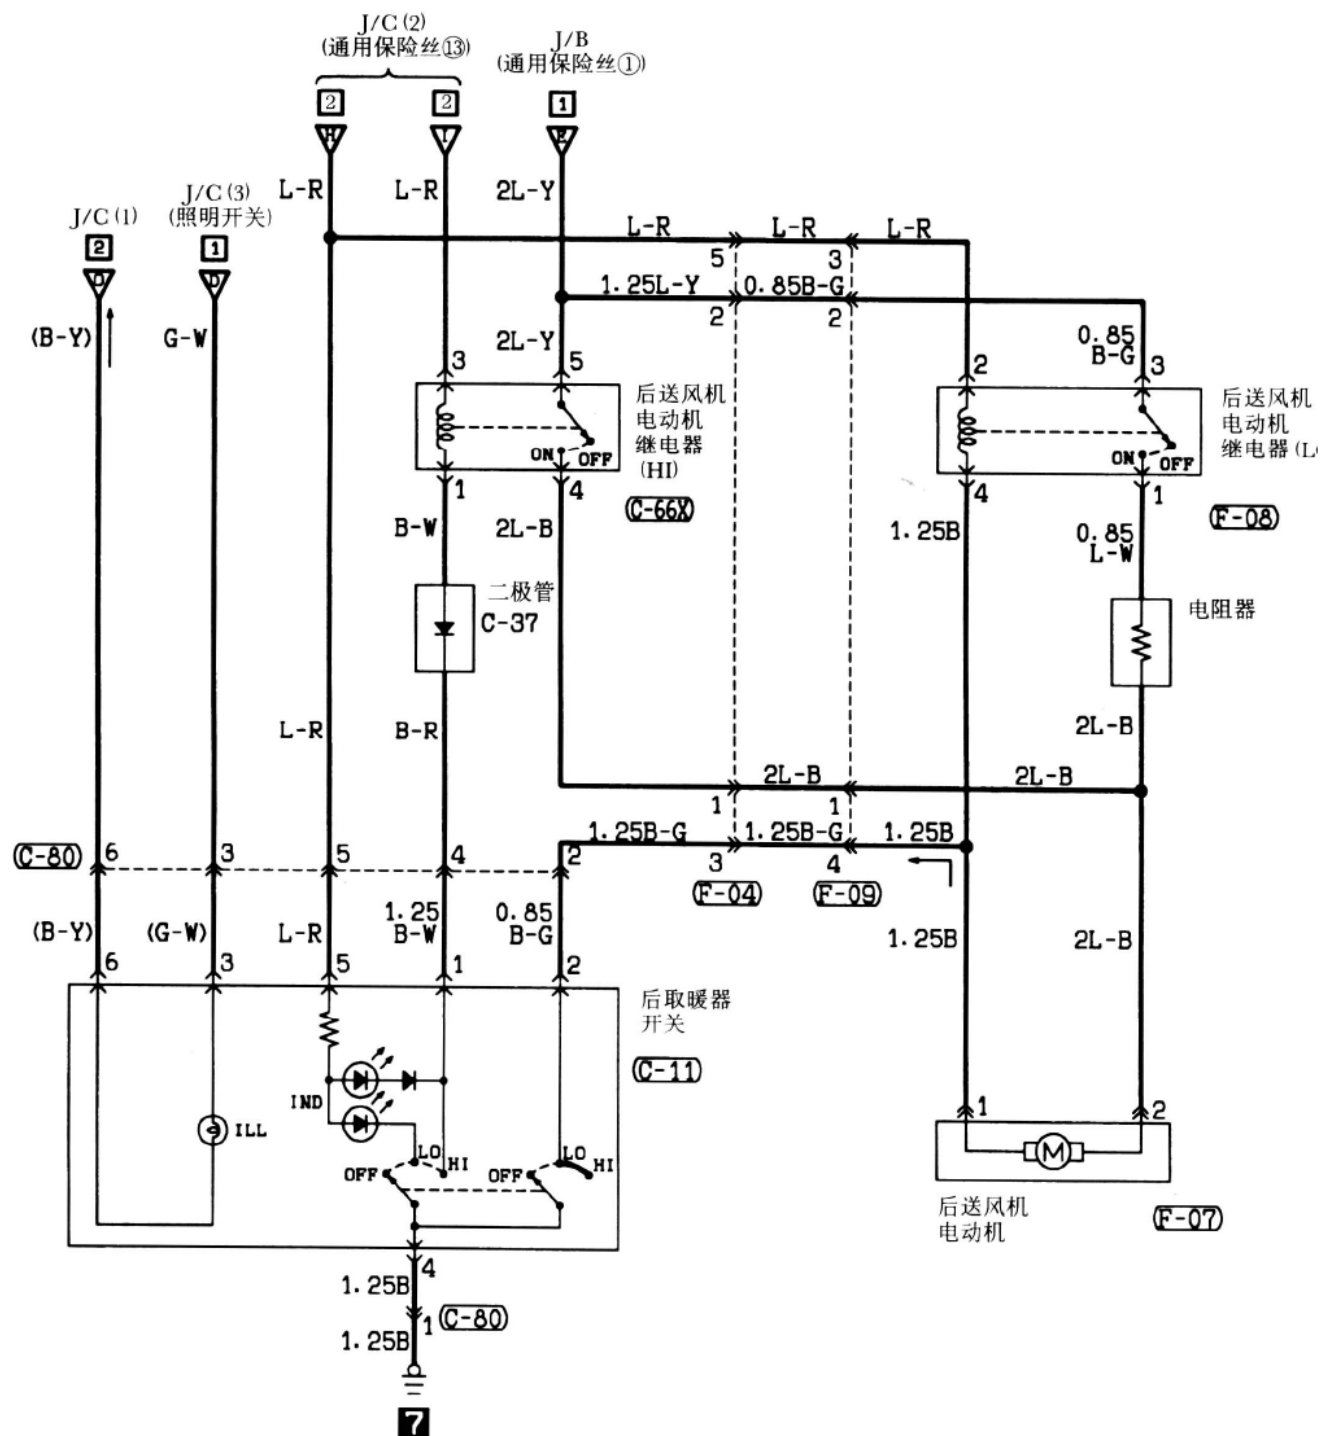 J/C(2)
(通用保险丝⑬)
J/B
(通用保险丝①)
2
2
1
H
I
E
L-R
L-R
2L-Y
J/C(1)
J/C(3)
(照明开关)
2
1
D
L-R
L-R
L-R
5
3
1.25L-Y
0.85B-G
2
2
(B-Y)
G-W
2L-Y
0.85
B-G
3
5
2
3
后送风机
电动机
继电器
(HI)
ON
OFF
后送风机
电动机
继电器
ON
OFF
1
4
C-66X
4
1
F-08
B-W
2L-B
1.25B
0.85
L-W
二极管
C-37
电阻器
L-R
B-R
2L-B
2L-B
2L-B
1
1
1.25B-G
1.25B-G
1.25B
C-80
6
3
5
4
2
3
4
F-04
F-09
(B-Y)
(G-W)
L-R
1.25
B-W
0.85
B-G
1.25B
2L-B
6
3
5
1
2
后取暖器
开关
C-11
IND
ILL
LO
HI
OFF
LO
HI
OFF
1
2
M
后送风机
电动机
F-07
4
1.25B
1
C-80
1.25B
7